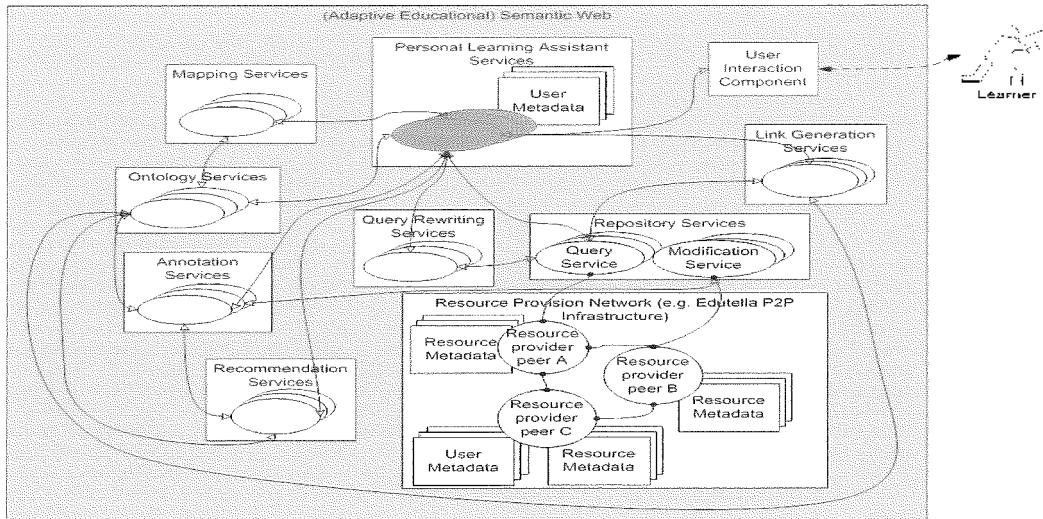 (Adaptive Educational) Semantic Web
Personal Learning Assistant
Services
User
Metadata
User
Interaction
Component
Learner
Mapping Services
Link Generation
Services
Ontology Services
Query Rewriting
Services
Repository Services
Query
Service
Modification
Service
Annotation
Services
Resource Provision Network (e.g. Edutella P2P
Infrastructure)
Resource
Metadata
Resource
provider
peer A
Resource
provider
peer B
Resource
Metadata
Recommendation
Services
Resource
provider
peer C
User
Metadata
Resource
Metadata